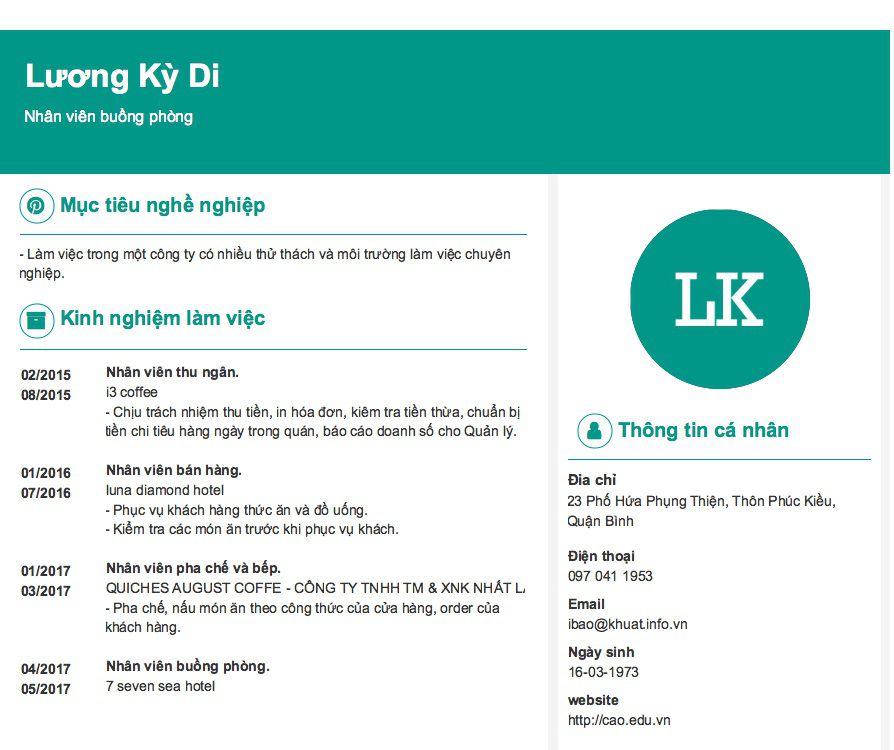 Lương Kỳ Di
Nhân viên buồng phòng
Mục tiêu nghề nghiệp
- Làm việc trong một công ty có nhiều thử thách và môi trường làm việc chuyên
nghiệp.
Kinh nghiệm làm việc
02/2015
08/2015
Nhân viên thu ngân.
i3 coffee
- Chịu trách nhiệm thu tiền, in hóa đơn, kiêm tra tiền thừa, chuẩn bị
tiền chi tiêu hàng ngày trong quán, báo cáo doanh số cho Quản lý.
01/2016
07/2016
Nhân viên bán hàng.
luna diamond hotel
- Phục vụ khách hàng thức ăn và đồ uống.
- Kiểm tra các món ăn trước khi phục vụ khách.
01/2017
03/2017
Nhân viên pha chế và bếp.
QUICHES AUGUST COFFE - CÔNG TY TNHH TM & XNK NHẤT
- Pha chế, nấu món ăn theo công thức của cửa hàng, order của
khách hàng.
04/2017
05/2017
Nhân viên buồng phòng.
7 seven sea hotel
LK
Thông tin cá nhân
Đia chỉ
23 Phố Hứa Phụng Thiện, Thôn Phúc Kiều,
Quận Bình
Điện thoại
097 041 1953
Email
ibao@khuat.info.vn
Ngày sinh
16-03-1973
website
http://cao.edu.vn